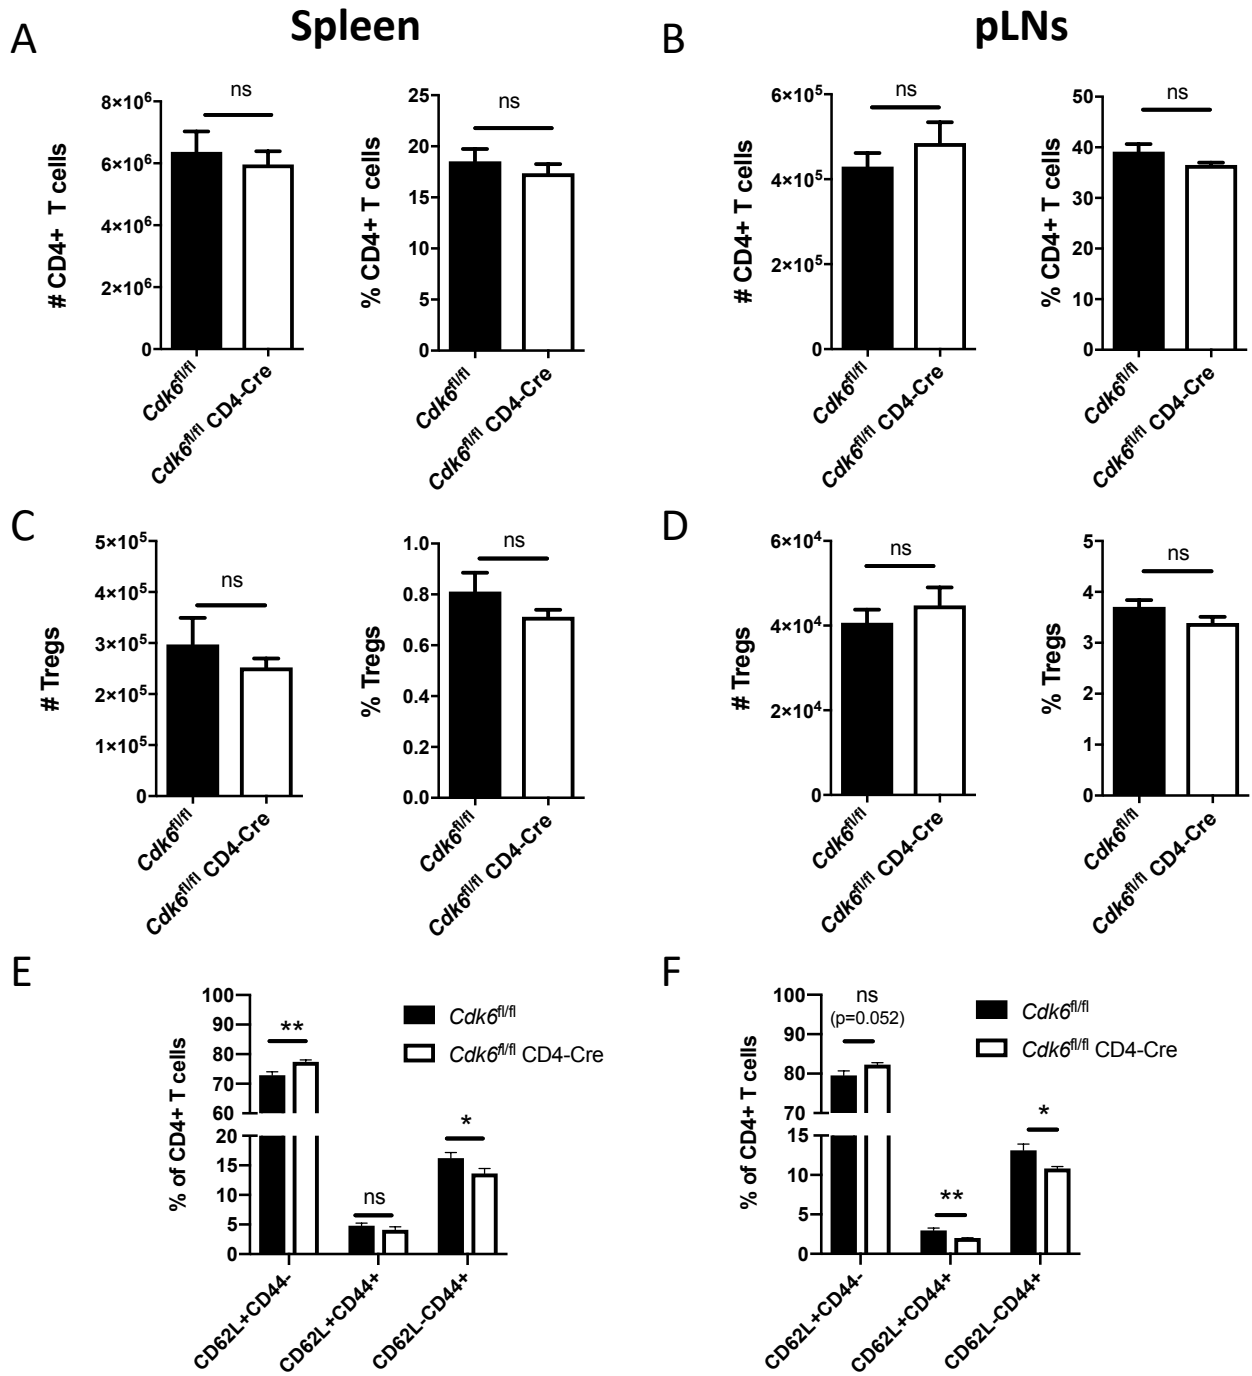 Spleen
pLNs
A
# CD4+ T cells
8×10⁶
6×10⁶
4×10⁶
2×10⁶
0
ns
Cdk6fl/fl
Cdk6fl/fl CD4-Cre
% CD4+ T cells
25
20
15
10
5
0
ns
Cdk6fl/fl
Cdk6fl/fl CD4-Cre
B
# CD4+ T cells
6×10⁵
4×10⁵
2×10⁵
0
ns
Cdk6fl/fl
Cdk6fl/fl CD4-Cre
% CD4+ T cells
50
40
30
20
10
0
ns
Cdk6fl/fl
Cdk6fl/fl CD4-Cre
C
# Tregs
5×10⁵
4×10⁵
3×10⁵
2×10⁵
1×10⁵
0
ns
Cdk6fl/fl
Cdk6fl/fl CD4-Cre
% Tregs
1.0
0.8
0.6
0.4
0.2
0.0
ns
Cdk6fl/fl
Cdk6fl/fl CD4-Cre
D
# Tregs
6×10⁴
4×10⁴
2×10⁴
0
ns
Cdk6fl/fl
Cdk6fl/fl CD4-Cre
% Tregs
5
4
3
2
1
0
ns
Cdk6fl/fl
Cdk6fl/fl CD4-Cre
E
% of CD4+ T cells
100
90
80
70
60
20
15
10
5
0
**
ns
*
Cdk6fl/fl
Cdk6fl/fl CD4-Cre
CD62L+CD44-
CD62L+CD44+
CD62L-CD44+
F
% of CD4+ T cells
100
90
80
70
15
10
5
0
ns
(p=0.052)
**
*
Cdk6fl/fl
Cdk6fl/fl CD4-Cre
CD62L+CD44-
CD62L+CD44+
CD62L-CD44+